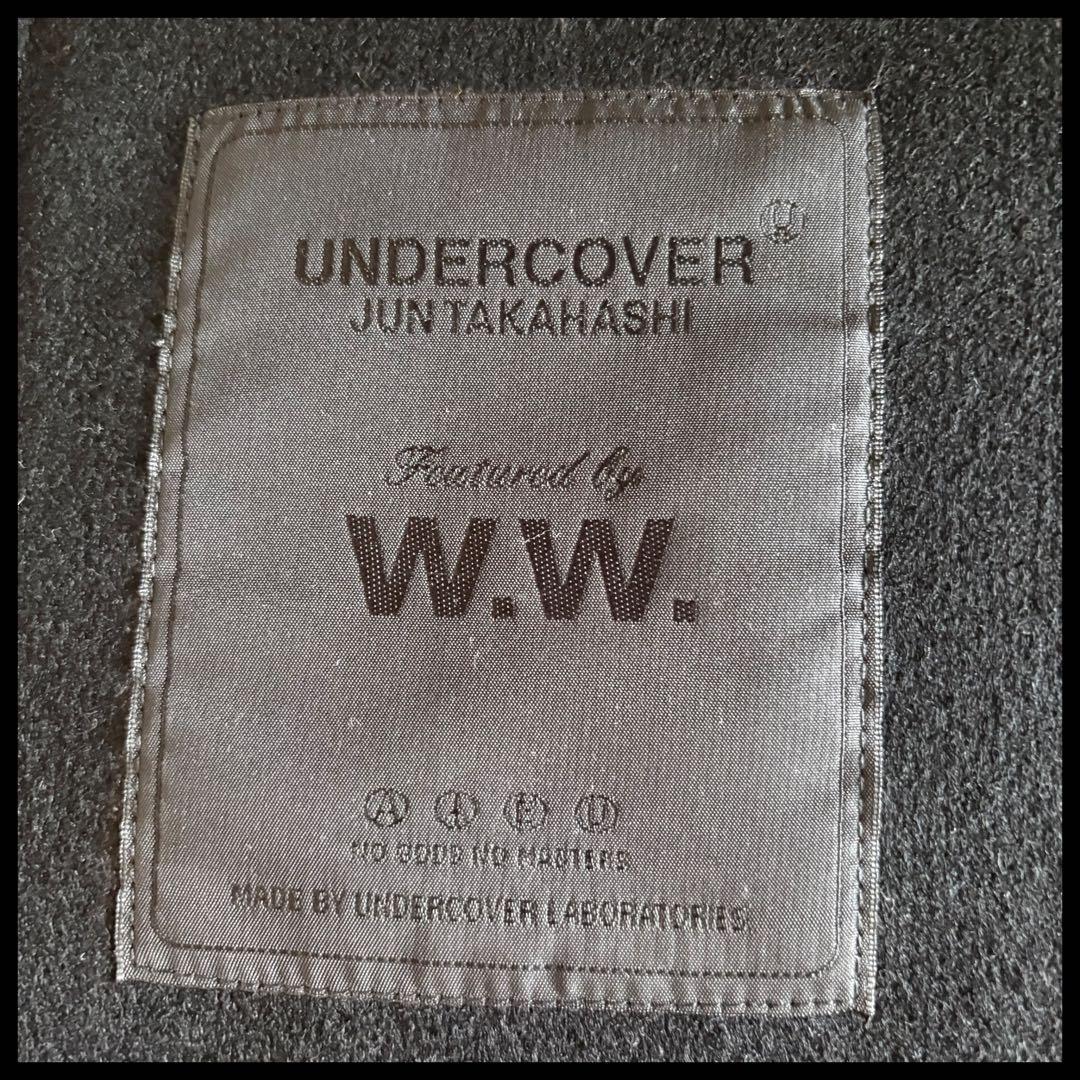 UNDERCOVER Ⓤ
JUN TAKAHASHI
Featured by
W.W.
Ⓐ Ⓕ Ⓔ Ⓤ
NO GODS NO MASTERS
MADE BY UNDERCOVER LABORATORIES